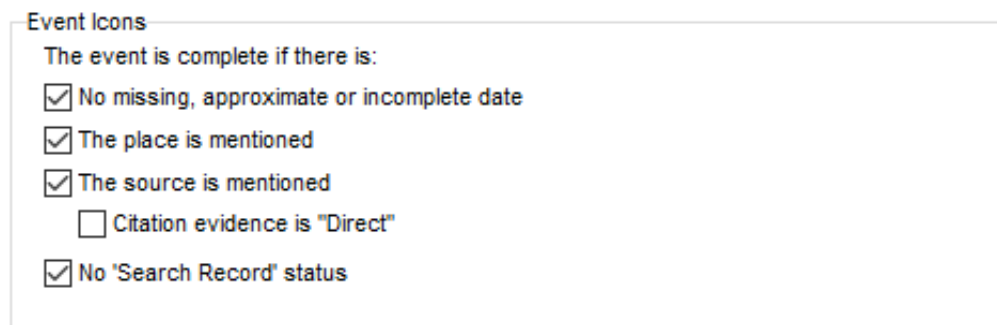 Event Icons
The event is complete if there is:
No missing, approximate or incomplete date
The place is mentioned
The source is mentioned
Citation evidence is "Direct"
No 'Search Record' status